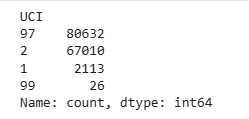 UCI
97    80632
2     67010
1      2113
99       26
Name: count, dtype: int64